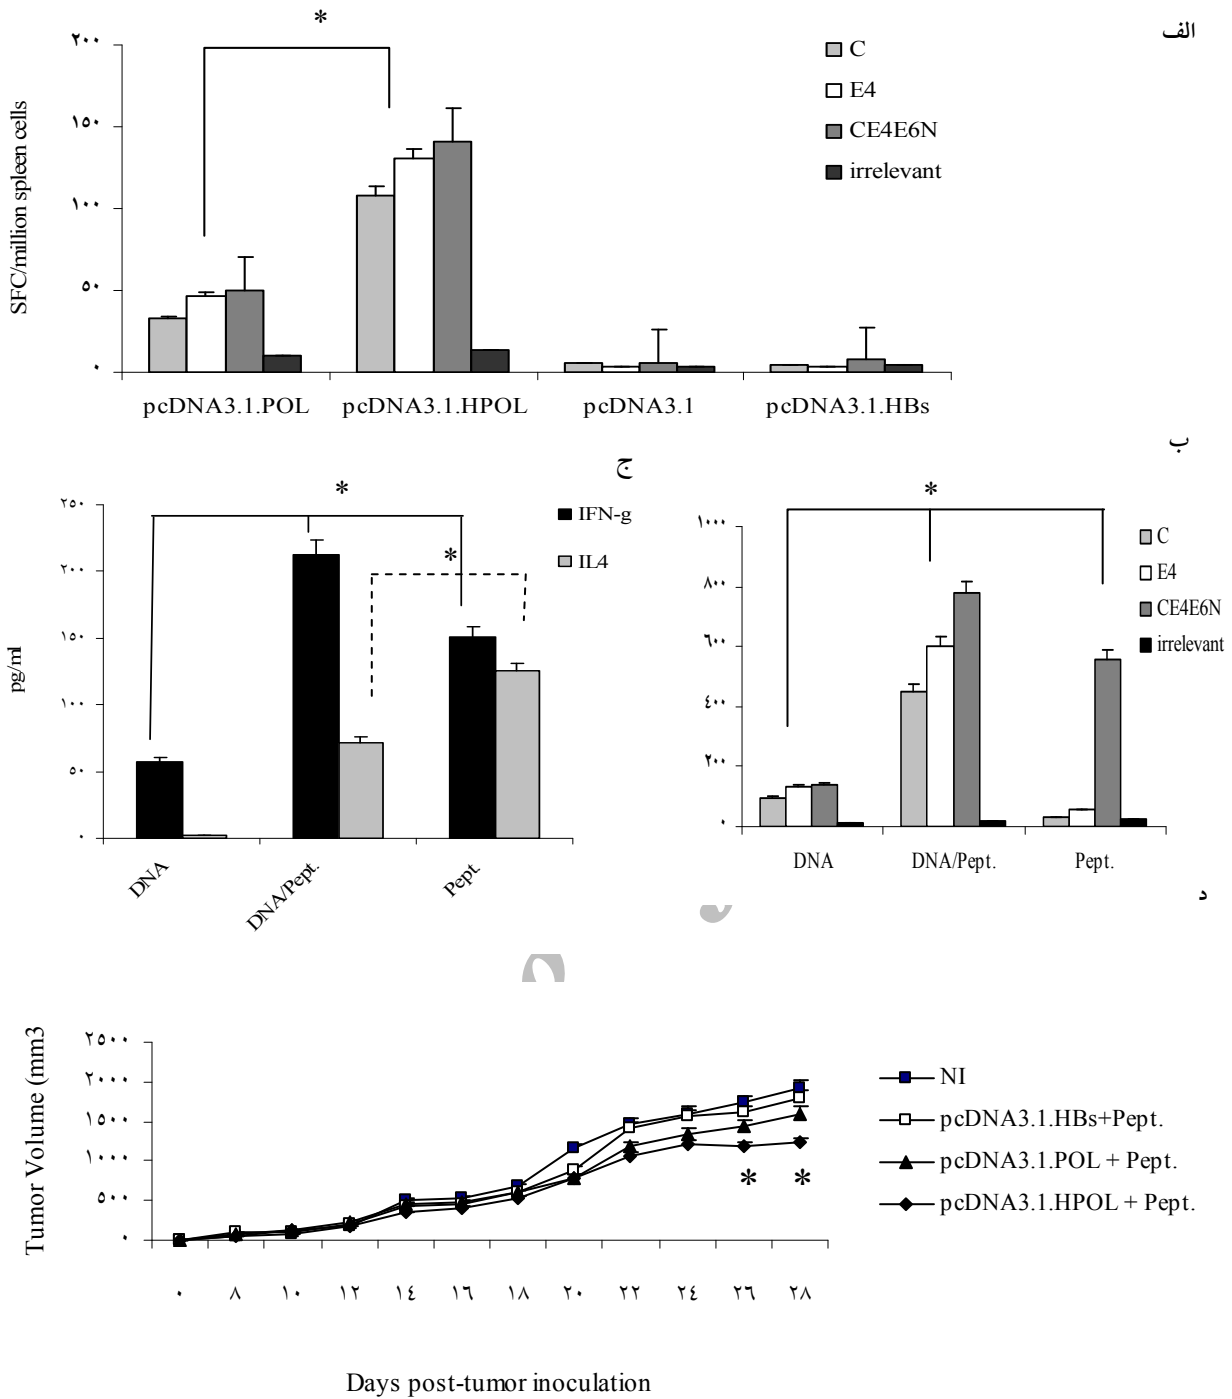 الف
*
SFC/million spleen cells
٢٠٠
١٥٠
١٠٠
٥٠
٠
C
E4
CE4E6N
irrelevant
pcDNA3.1.POL pcDNA3.1.HPOL pcDNA3.1 pcDNA3.1.HBs
ب
*
١٠٠٠
٨٠٠
٦٠٠
٤٠٠
٢٠٠
٠
C
E4
CE4E6N
irrelevant
DNA DNA/Pept. Pept.
ج
*
*
pg/ml
٢٥٠
٢٠٠
١٥٠
١٠٠
٥٠
٠
IFN-g
IL4
DNA DNA/Pept. Pept.
د
Tumor Volume (mm3
٢٥٠٠
٢٠٠٠
١٥٠٠
١٠٠٠
٥٠٠
٠
* *
NI
pcDNA3.1.HBs+Pept.
pcDNA3.1.POL + Pept.
pcDNA3.1.HPOL + Pept.
٠ ٨ ١٠ ١٢ ١٤ ١٦ ١٨ ٢٠ ٢٢ ٢٤ ٢٦ ٢٨
Days post-tumor inoculation